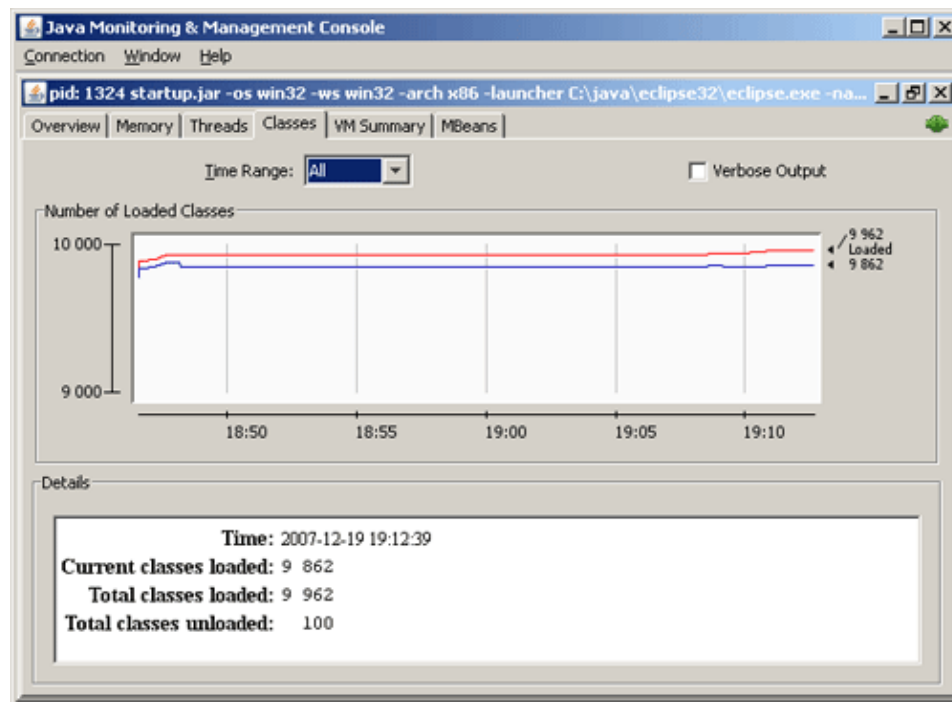 Java Monitoring & Management Console
Connection Window Help
pid: 1324 startup.jar -os win32 -ws win32 -arch x86 -launcher C:\java\eclipse32\eclipse.exe -na...
Overview Memory Threads Classes VM Summary MBeans
Time Range: All Verbose Output
Number of Loaded Classes
10 000
9 962
Loaded
9 862
9 000
18:50 18:55 19:00 19:05 19:10
Details
Time: 2007-12-19 19:12:39
Current classes loaded: 9 862
Total classes loaded: 9 962
Total classes unloaded: 100